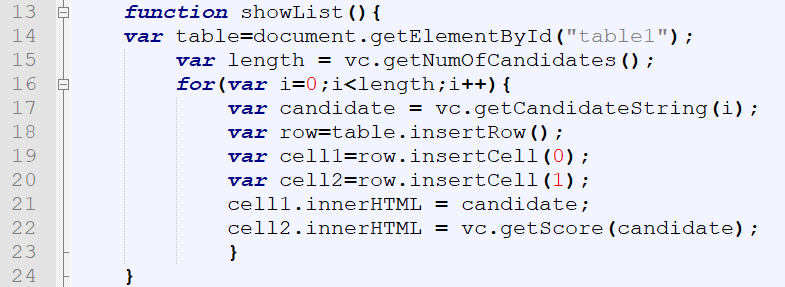 13 function showList(){
14 var table=document.getElementById("table1");
15 var length = vc.getNumOfCandidates();
16 for(var i=0;i<length;i++){
17 var candidate = vc.getCandidateString(i);
18 var row=table.insertRow();
19 var cell1=row.insertCell(0);
20 var cell2=row.insertCell(1);
21 cell1.innerHTML = candidate;
22 cell2.innerHTML = vc.getScore(candidate);
23 }
24 }